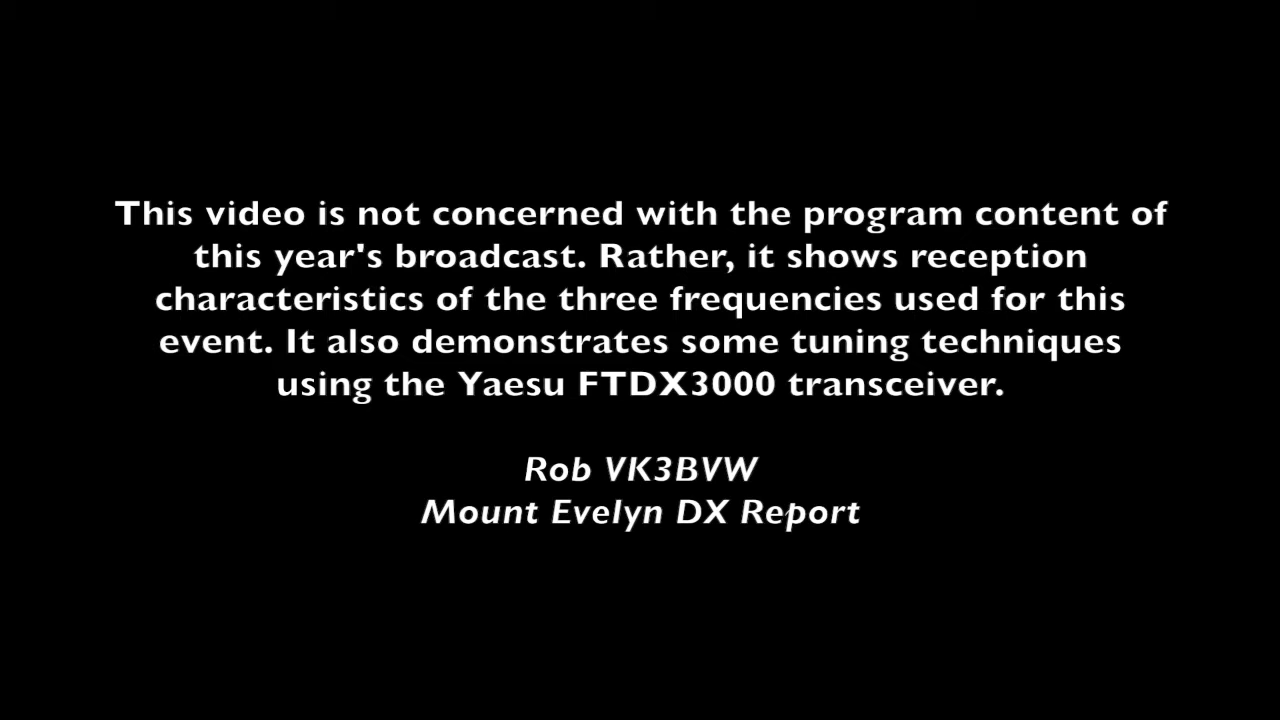 This video is not concerned with the program content of
this year's broadcast. Rather, it shows reception
characteristics of the three frequencies used for this
event. It also demonstrates some tuning techniques
using the Yaesu FTDX3000 transceiver.
Rob VK3BVW
Mount Evelyn DX Report